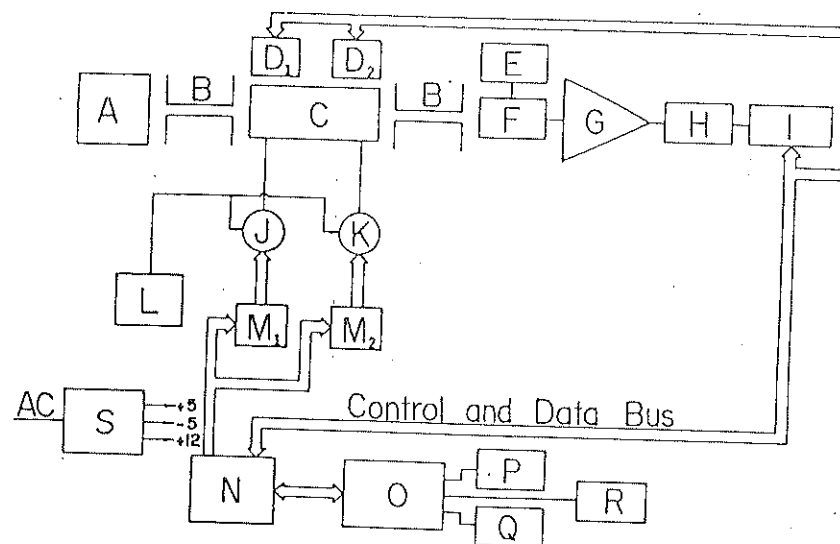 D₁ D₂ E
A B C B F G H I
J K
L
M₁ M₂
AC S +5
-5
+12
Control and Data Bus
N O P
R
Q